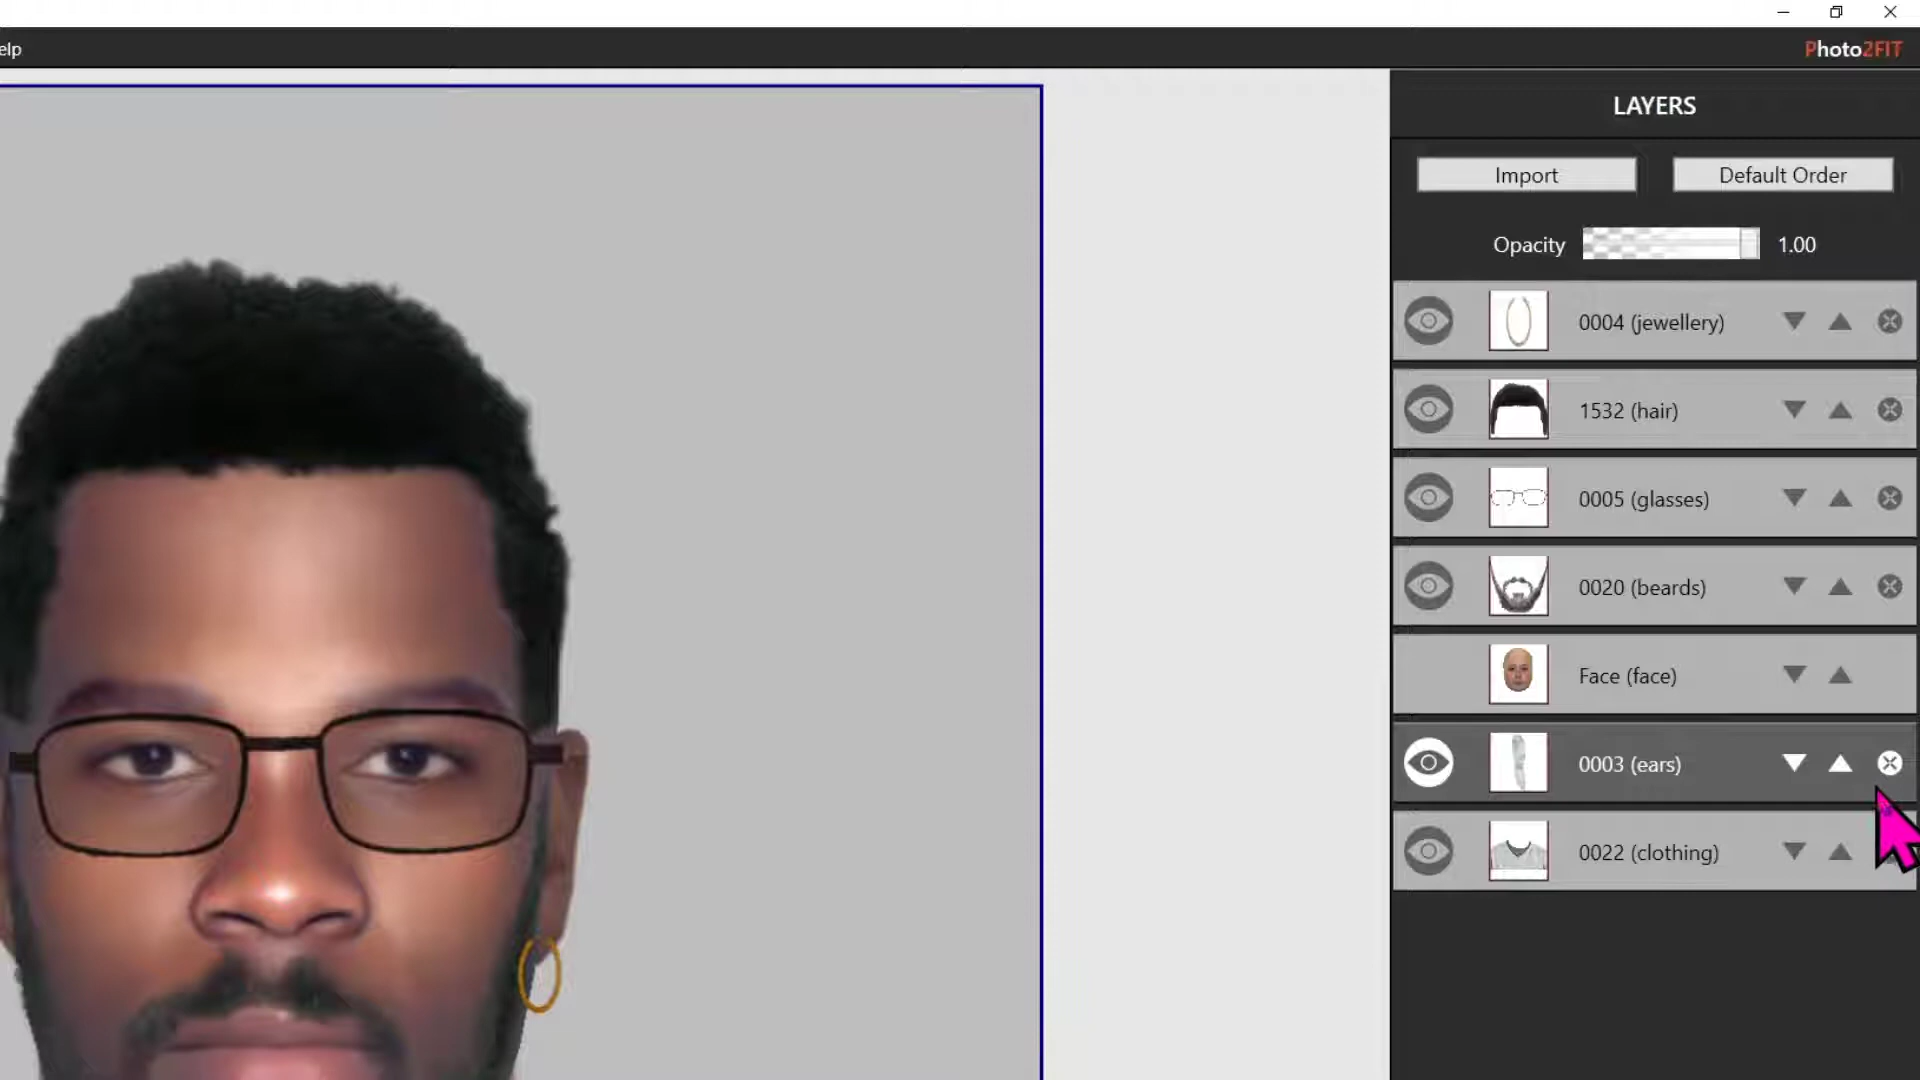 elp
Photo2FIT
LAYERS
Import
Default Order
Opacity
1.00
0004 (jewellery)
1532 (hair)
0005 (glasses)
0020 (beards)
Face (face)
0003 (ears)
0022 (clothing)